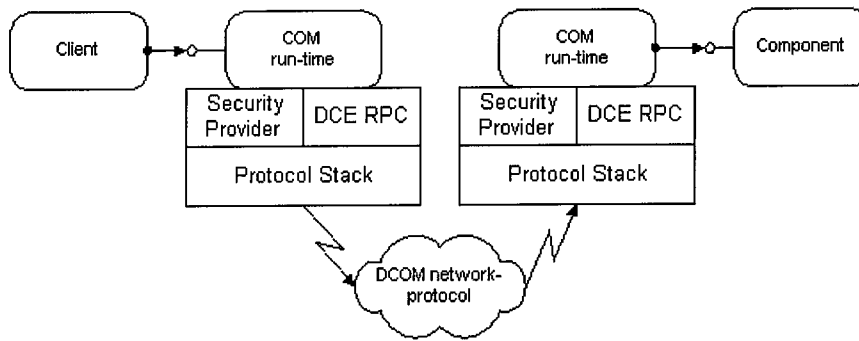 Client
COM
run-time
COM
run-time
Component
Security
Provider
DCE RPC
Security
Provider
DCE RPC
Protocol Stack
Protocol Stack
DCOM network-
protocol